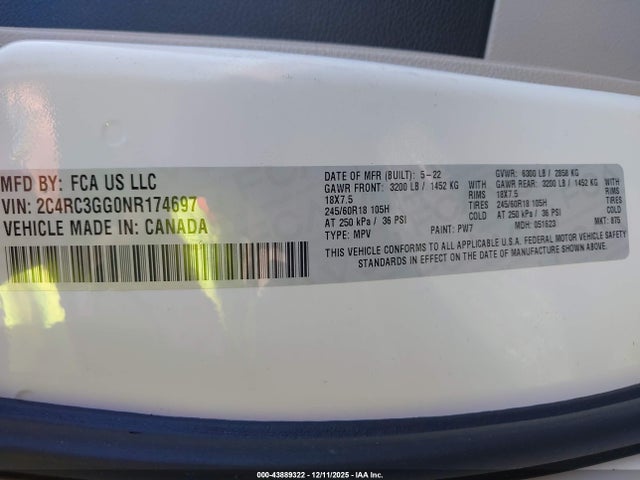 MFD BY: FCA US LLC
VIN: 2C4RC3GG0NR174697
VEHICLE MADE IN: CANADA
DATE OF MFR (BUILT): 5-22 GVWR: 6300 LB / 2858 KG
GAWR FRONT: 3200 LB / 1452 KG WITH GAWR REAR: 3200 LB / 1452 KG WITH
18X7.5 RIMS 18X7.5 RIMS
245/60R18 105H TIRES 245/60R18 105H TIRES
AT 250 kPa / 36 PSI AT 250 kPa / 36 PSI
TYPE: MPV PAINT: PW7 MDH: 051623 MKT: 875
THIS VEHICLE CONFORMS TO ALL APPLICABLE U.S.A. FEDERAL MOTOR VEHICLE SAFETY
STANDARDS IN EFFECT ON THE DATE OF MANUFACTURE SHOWN ABOVE.
000-43889322 - 12/11/2025 - IAA Inc.